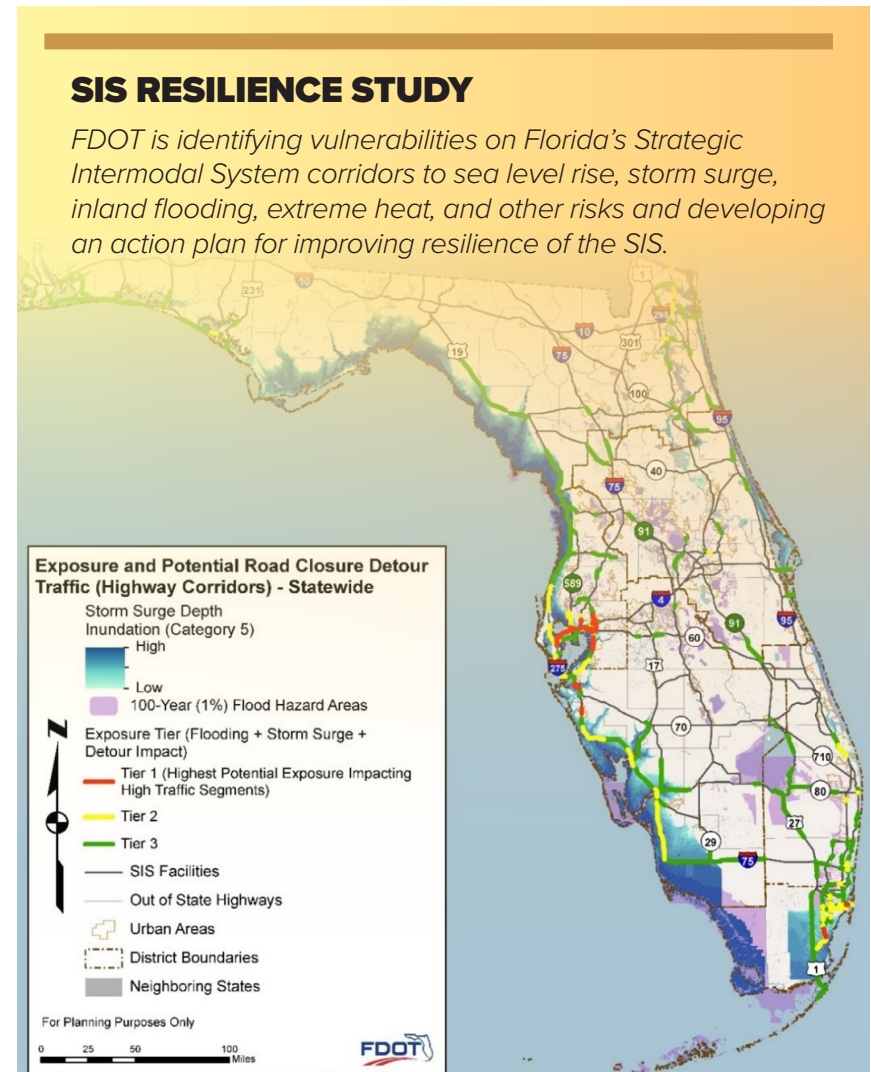 SIS RESILIENCE STUDY
FDOT is identifying vulnerabilities on Florida's Strategic
Intermodal System corridors to sea level rise, storm surge,
inland flooding, extreme heat, and other risks and developing
an action plan for improving resilience of the SIS.
1
10
231
295
10
301
19
75
100
95
40
75
91
589
4
91
95
60
275
17
70
710
80
27
29
75
1
Exposure and Potential Road Closure Detour
Traffic (Highway Corridors) - Statewide
Storm Surge Depth
Inundation (Category 5)
High
Low
100-Year (1%) Flood Hazard Areas
Exposure Tier (Flooding + Storm Surge +
Detour Impact)
Tier 1 (Highest Potential Exposure Impacting
High Traffic Segments)
Tier 2
Tier 3
SIS Facilities
Out of State Highways
Urban Areas
District Boundaries
Neighboring States
N
For Planning Purposes Only
0 25 50 100
Miles
FDOT